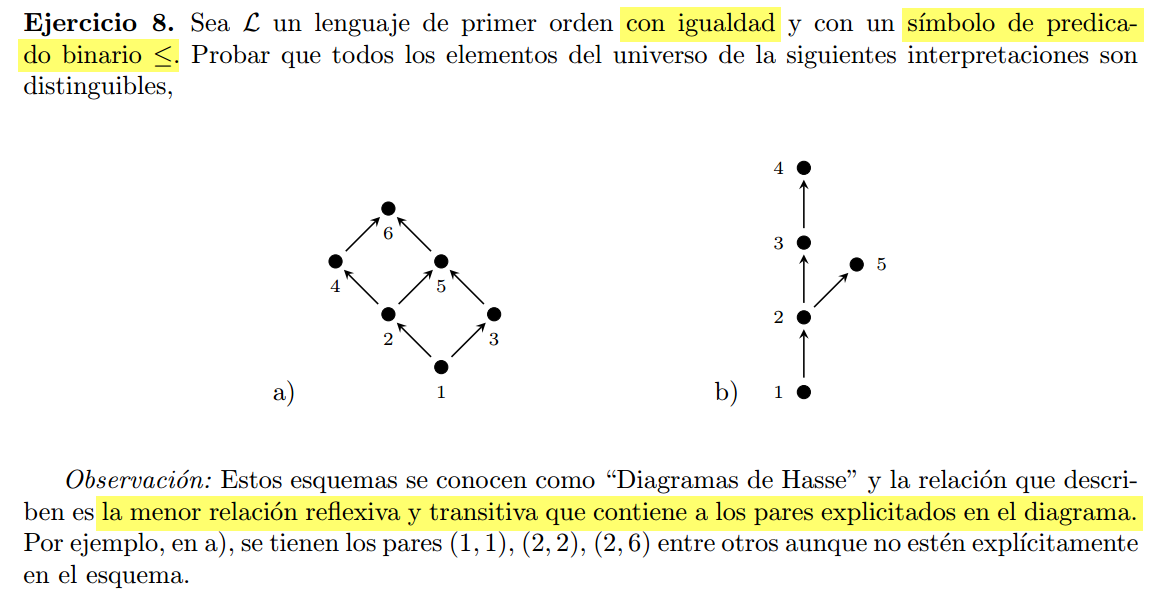 Ejercicio 8. Sea ℒ un lenguaje de primer orden con igualdad y con un símbolo de predica-
do binario ≤. Probar que todos los elementos del universo de la siguientes interpretaciones son
distinguibles,
6
4
5
2
3
1
a)
4
3
5
2
1
b)
Observación: Estos esquemas se conocen como “Diagramas de Hasse” y la relación que descri-
ben es la menor relación reflexiva y transitiva que contiene a los pares explicitados en el diagrama.
Por ejemplo, en a), se tienen los pares (1, 1), (2, 2), (2, 6) entre otros aunque no estén explícitamente
en el esquema.